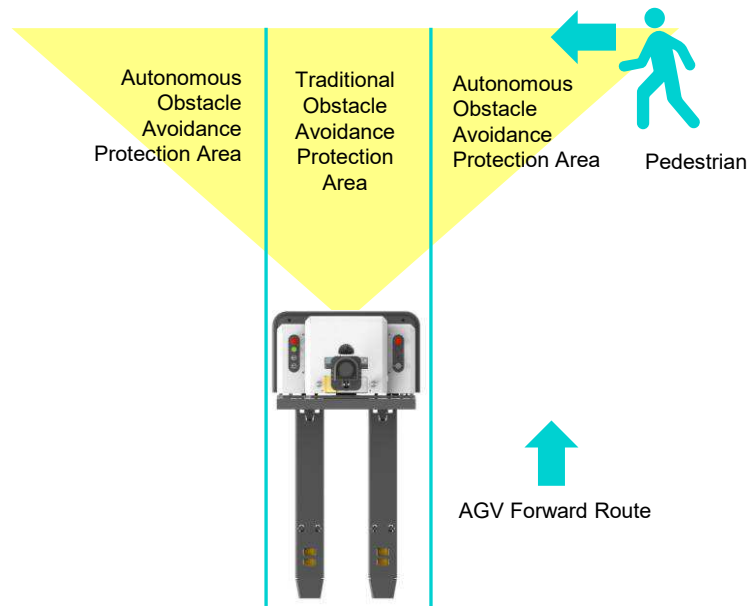 Autonomous
Obstacle
Avoidance
Protection Area
Traditional
Obstacle
Avoidance
Protection
Area
Autonomous
Obstacle
Avoidance
Protection Area
Pedestrian
AGV Forward Route